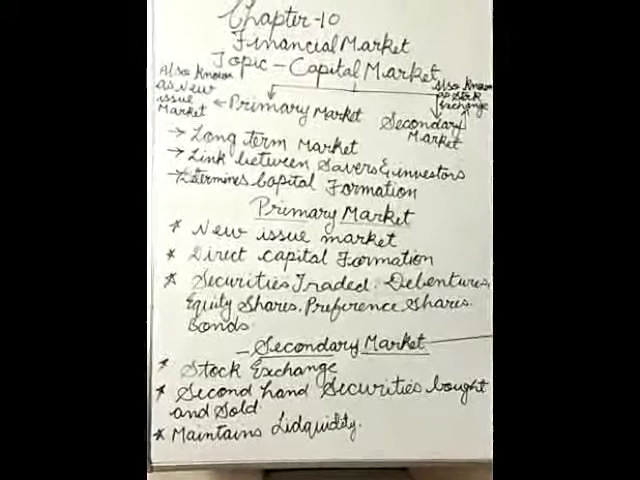 Chapter-10
Financial Market
Topic - Capital Market
Also Known as New issue Market ← Primary Market
Also Known as Stock Exchange
Secondary Market
→ Long term Market
→ Link between Savers & investors
→ Determines Capital Formation
Primary Market
* New issue market
* Direct capital Formation
* Securities Traded. Debentures,
Equity Shares. Preference Shares.
Bonds
- Secondary Market
* Stock Exchange
* Second hand Securities bought
and Sold.
* Maintains Lidquidity.